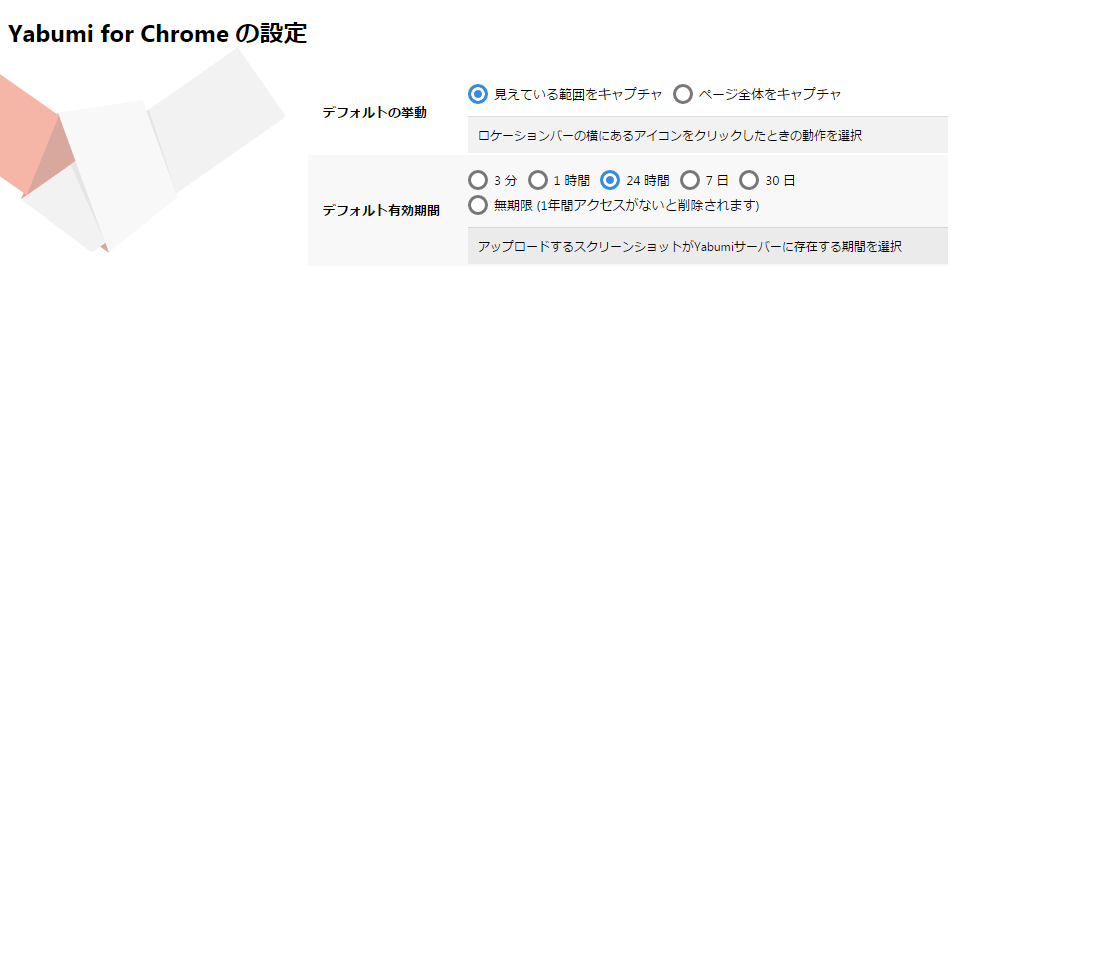 Yabumi for Chrome の設定
デフォルトの挙動
見えている範囲をキャプチャ ページ全体をキャプチャ
ロケーションバーの横にあるアイコンをクリックしたときの動作を選択
デフォルト有効期間
3 分 1 時間 24 時間 7 日 30 日
無期限 (1年間アクセスがないと削除されます)
アップロードするスクリーンショットがYabumiサーバーに存在する期間を選択